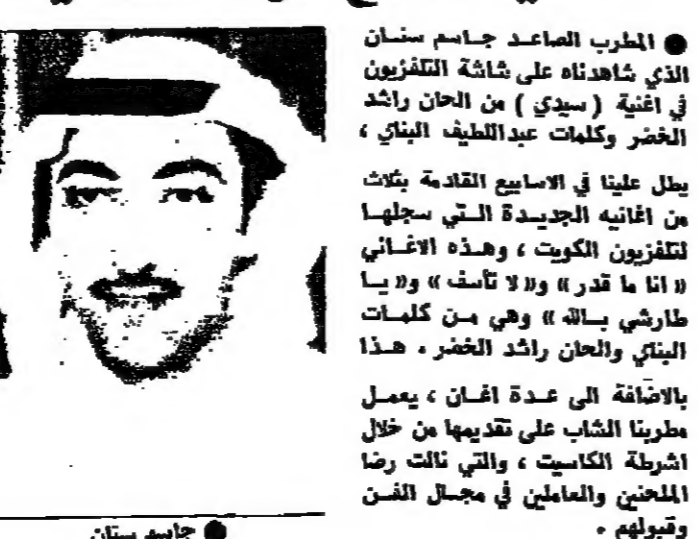 ● المطرب الصاعد جاسم سنان
الذي شاهدناه على شاشة التلفزيون
في اغنية ( سيدي ) من الحان راشد
الخضر وكلمات عبداللطيف البناي ،
يطل علينا في الاسابيع القادمة بثلاث
من اغانيه الجديدة التي سجلها
لتلفزيون الكويت ، وهذه الاغاني
« انا ما قدر » و« لا تأسف » و« يا
طارشي بالله » وهي من كلمات
البناي والحان راشد الخضر . هذا
بالاضافة الى عدة اغان ، يعمل
مطربنا الشاب على تقديمها من خلال
اشرطة الكاسيت ، والتي نالت رضا
الملحنين والعاملين في مجال الفن
وقبولهم .
● جاسم سنان